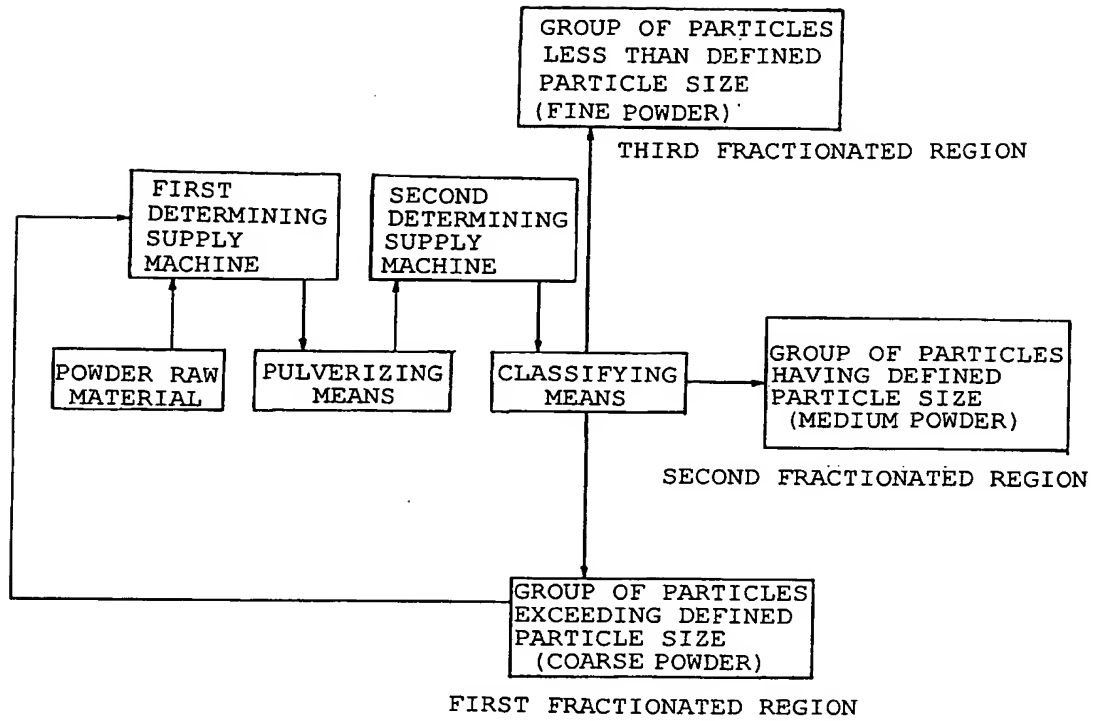 GROUP OF PARTICLES
LESS THAN DEFINED
PARTICLE SIZE
(FINE POWDER)
THIRD FRACTIONATED REGION
FIRST
DETERMINING
SUPPLY
MACHINE
SECOND
DETERMINING
SUPPLY
MACHINE
POWDER RAW
MATERIAL
PULVERIZING
MEANS
CLASSIFYING
MEANS
GROUP OF PARTICLES
HAVING DEFINED
PARTICLE SIZE
(MEDIUM POWDER)
SECOND FRACTIONATED REGION
GROUP OF PARTICLES
EXCEEDING DEFINED
PARTICLE SIZE
(COARSE POWDER)
FIRST FRACTIONATED REGION